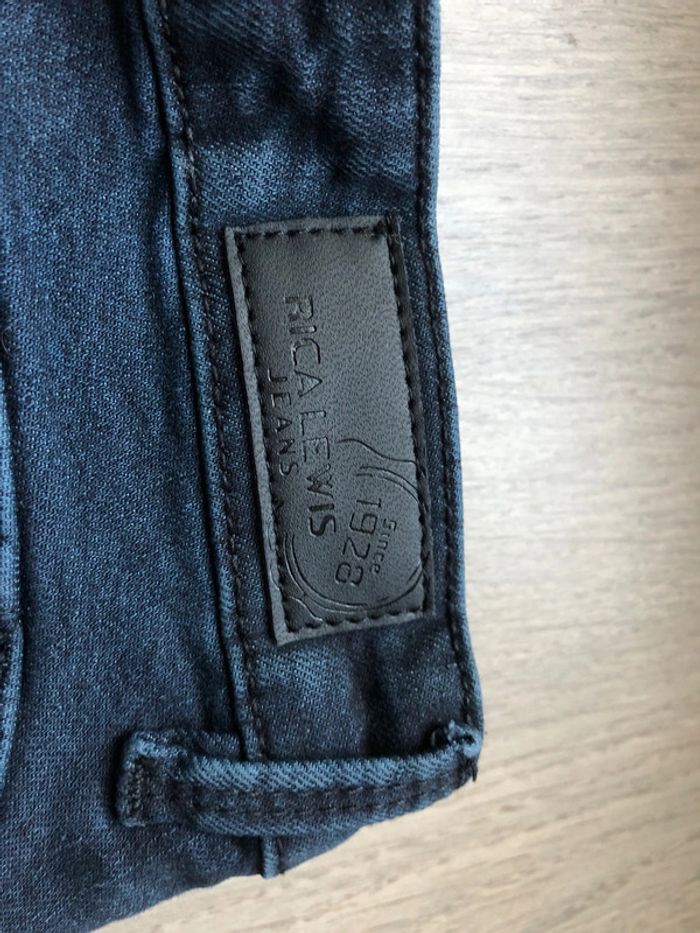 Since
1928
RICA LEWIS
JEANS